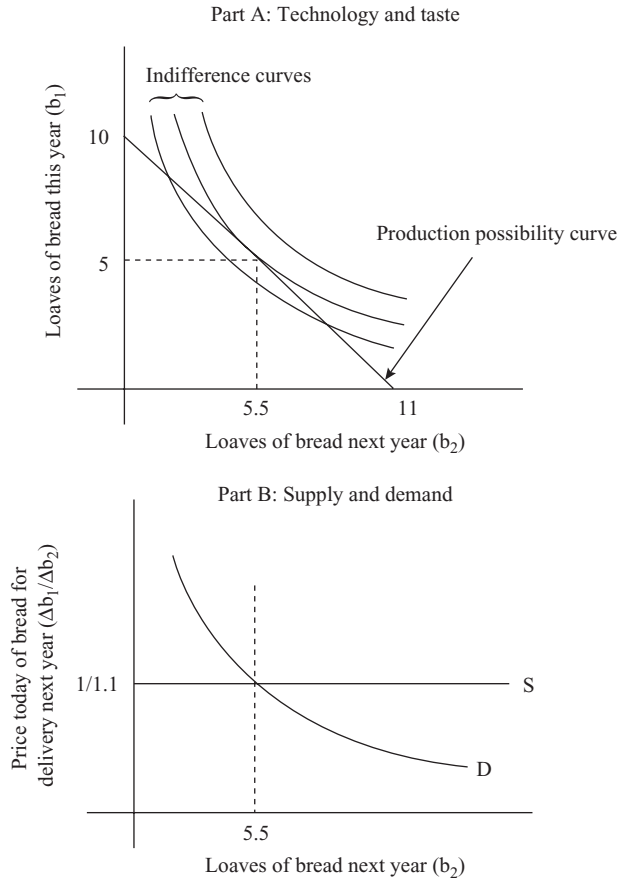 Part A: Technology and taste
Indifference curves
Loaves of bread this year (b₁)
10
5
Production possibility curve
5.5
11
Loaves of bread next year (b₂)
Part B: Supply and demand
Price today of bread for
delivery next year (Δb₁/Δb₂)
1/1.1
S
D
5.5
Loaves of bread next year (b₂)